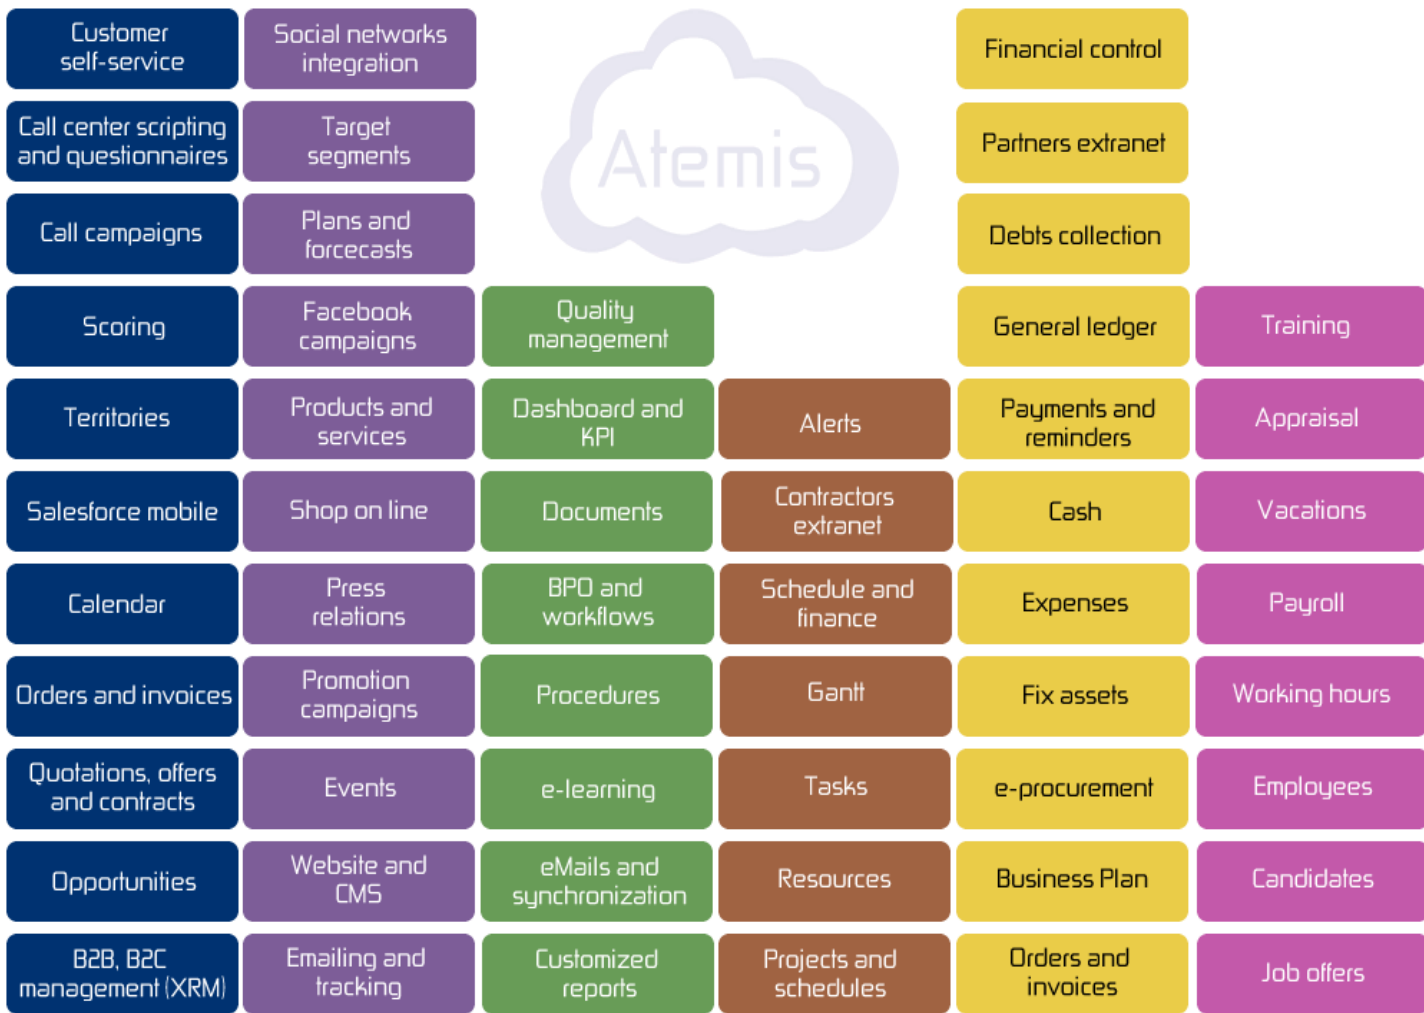 Customer
self-service
Social networks
integration
Atemis
Financial control
Call center scripting
and questionnaires
Target
segments
Partners extranet
Call campaigns
Plans and
forcecasts
Debts collection
Scoring
Facebook
campaigns
Quality
management
General ledger
Training
Territories
Products and
services
Dashboard and
KPI
Alerts
Payments and
reminders
Appraisal
Salesforce mobile
Shop on line
Documents
Contractors
extranet
Cash
Vacations
Calendar
Press
relations
BPO and
workflows
Schedule and
finance
Expenses
Payroll
Orders and invoices
Promotion
campaigns
Procedures
Gantt
Fix assets
Working hours
Quotations, offers
and contracts
Events
e-learning
Tasks
e-procurement
Employees
Opportunities
Website and
CMS
eMails and
synchronization
Resources
Business Plan
Candidates
B2B, B2C
management (XRM)
Emailing and
tracking
Customized
reports
Projects and
schedules
Orders and
invoices
Job offers